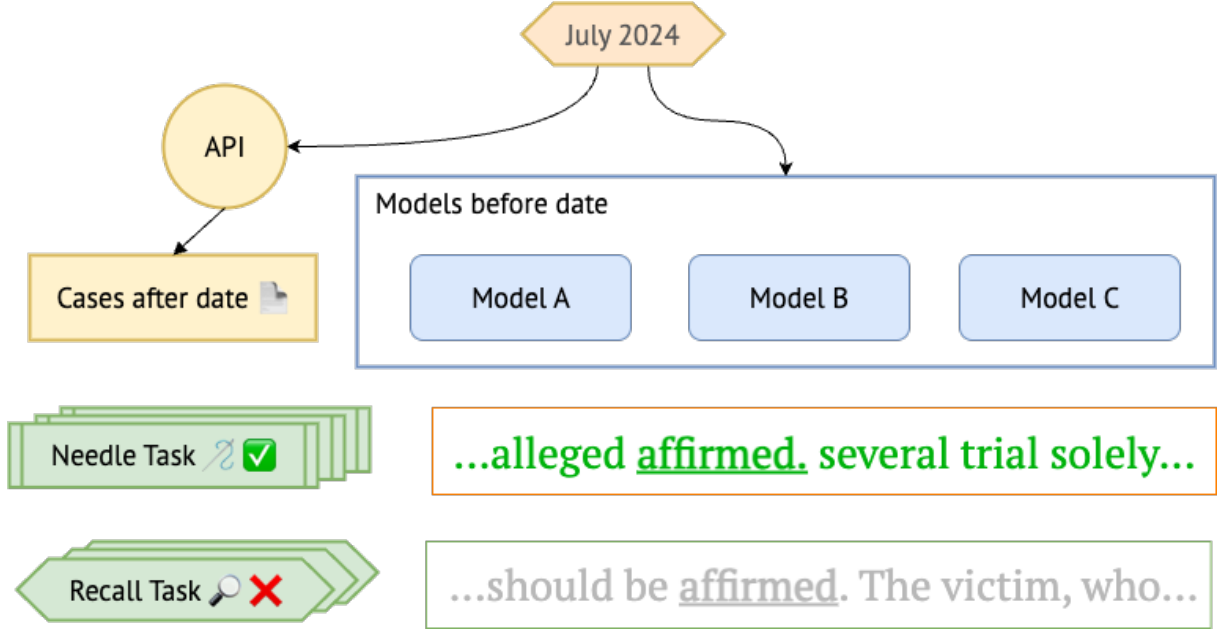 July 2024
API
Models before date
Cases after date
Model A
Model B
Model C
Needle Task
...alleged affirmed. several trial solely...
Recall Task
...should be affirmed. The victim, who...